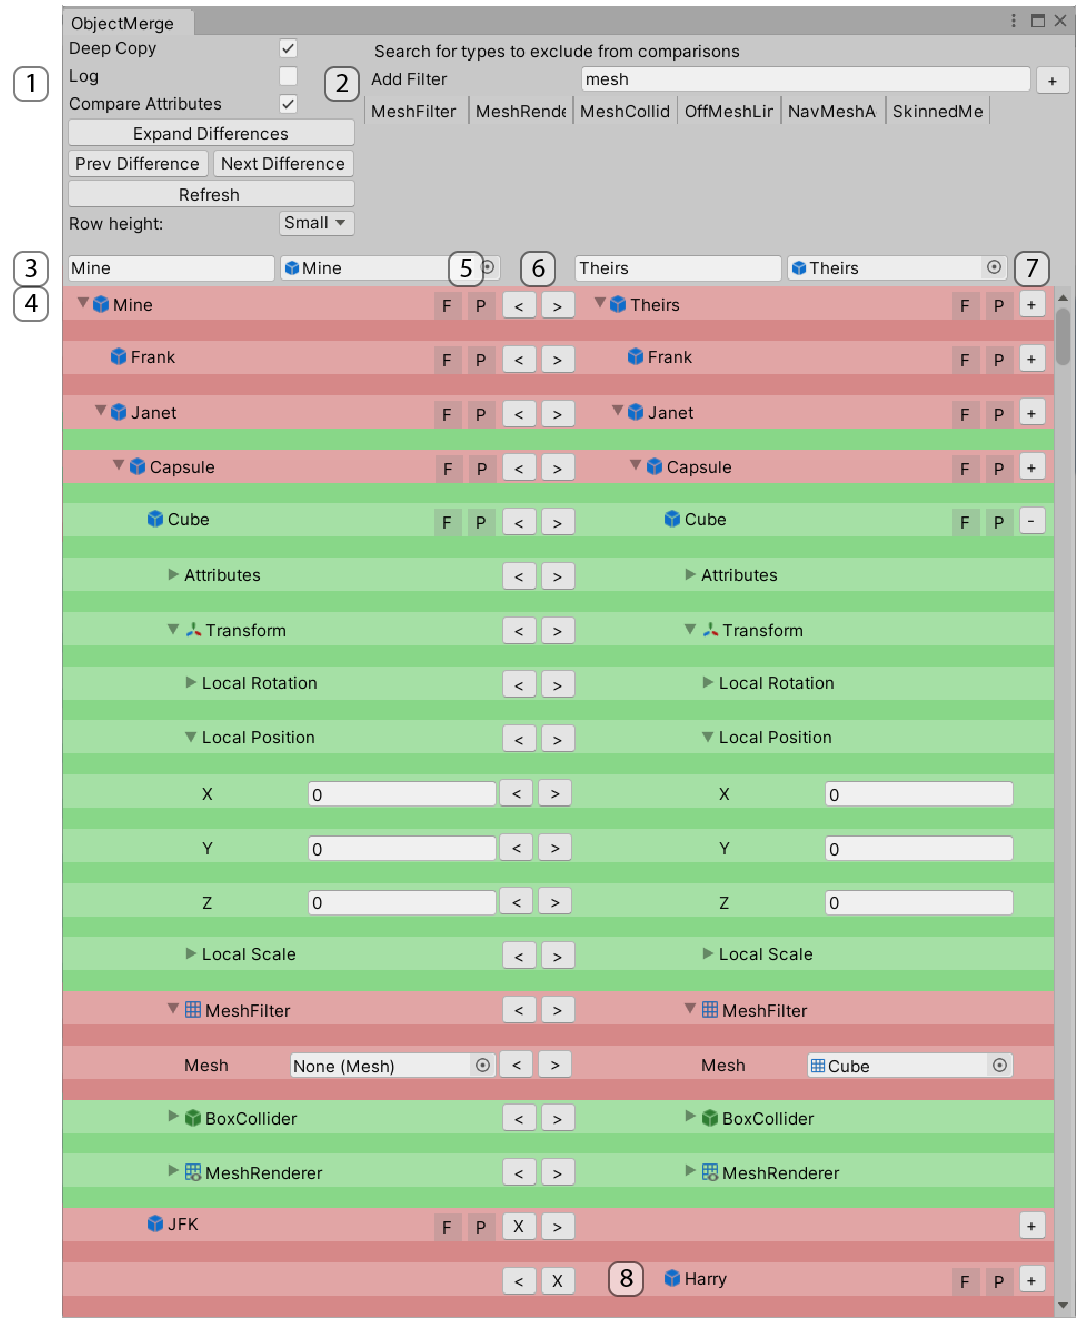 ObjectMerge
Deep Copy
Search for types to exclude from comparisons
1 Log 2 Add Filter mesh +
Compare Attributes MeshFilter MeshRende MeshCollid OffMeshLir NavMeshA SkinnedMe
Expand Differences
Prev Difference Next Difference
Refresh
Row height: Small
3 Mine Mine 5 6 Theirs Theirs 7
4 Mine F P < > Theirs F P +
Frank F P < > Frank F P +
Janet F P < > Janet F P +
Capsule F P < > Capsule F P +
Cube F P < > Cube F P -
Attributes < > Attributes
Transform < > Transform
Local Rotation < > Local Rotation
Local Position < > Local Position
X 0 < > X 0
Y 0 < > Y 0
Z 0 < > Z 0
Local Scale < > Local Scale
MeshFilter < > MeshFilter
Mesh None (Mesh) < > Mesh Cube
BoxCollider < > BoxCollider
MeshRenderer < > MeshRenderer
JFK F P X > +
< X 8 Harry F P +